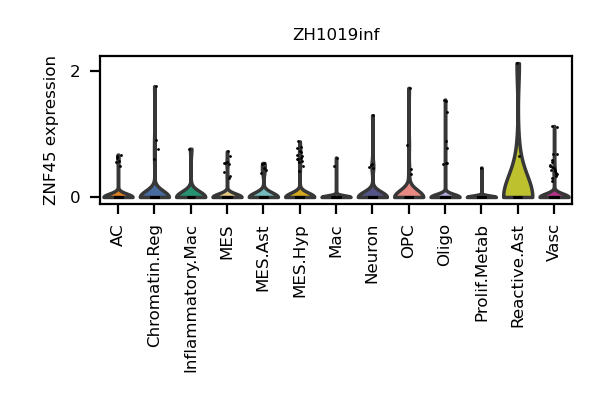 ZH1019inf
ZNF45 expression
2
0
AC
Chromatin.Reg
Inflammatory.Mac
MES
MES.Ast
MES.Hyp
Mac
Neuron
OPC
Oligo
Prolif.Metab
Reactive.Ast
Vasc